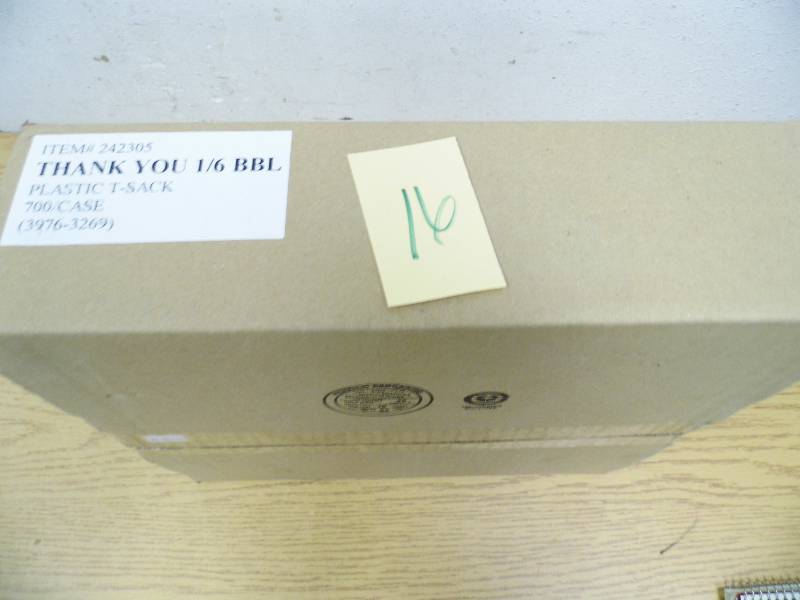 ITEM# 242305
THANK YOU 1/6 BBL
PLASTIC T-SACK
700/CASE
(3976-3269)
16